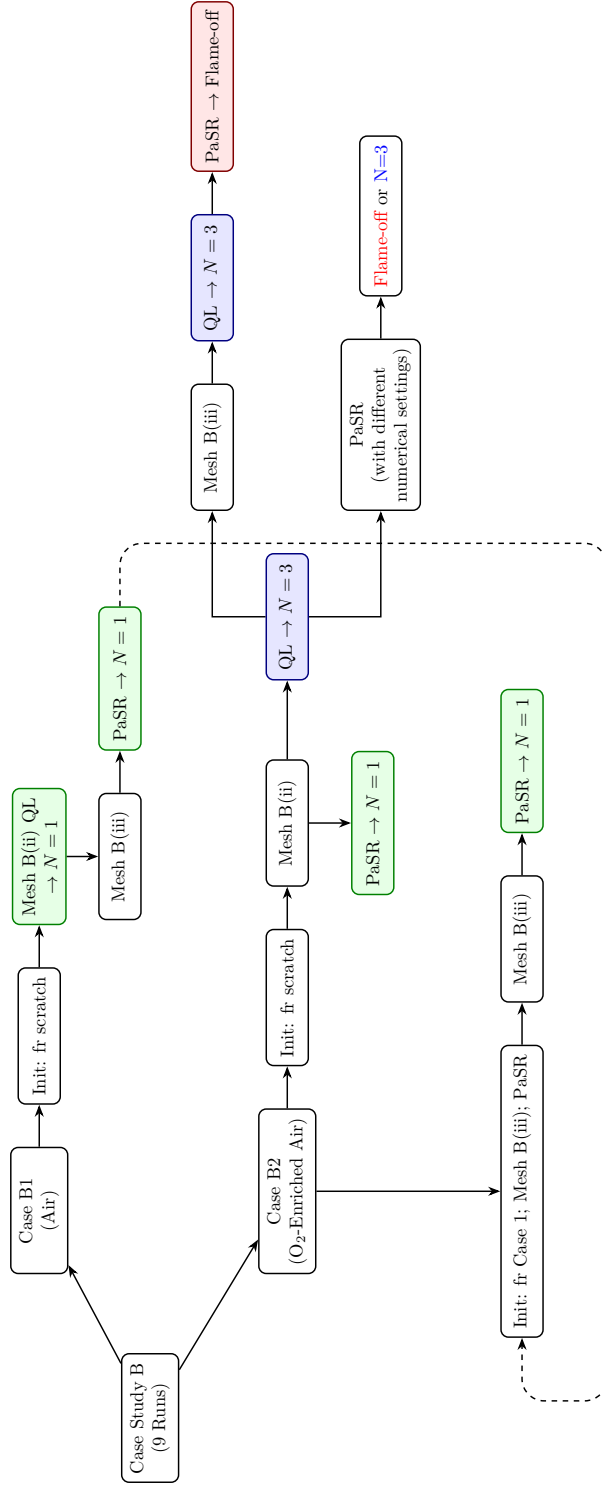 Case Study B
(9 Runs)
Case B1
(Air)
Init: fr scratch
Mesh B(ii) QL
→ N = 1
Mesh B(iii)
PaSR → N = 1
Case B2
(O₂-Enriched Air)
Init: fr scratch
Mesh B(ii)
PaSR → N = 1
QL → N = 3
Mesh B(iii)
QL → N = 3
PaSR → Flame-off
PaSR
(with different
numerical settings)
Flame-off or N=3
Init: fr Case 1; Mesh B(iii); PaSR
Mesh B(iii)
PaSR → N = 1